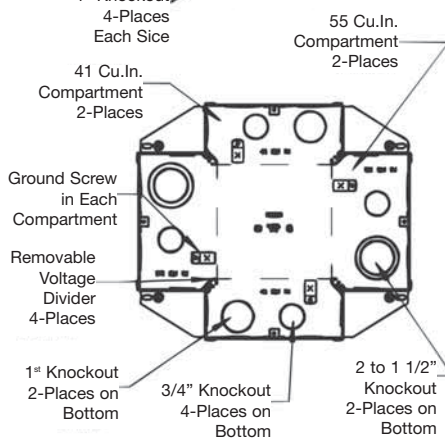 4-Places
Each Sice
55 Cu.In.
Compartment
2-Places
41 Cu.In.
Compartment
2-Places
Ground Screw
in Each
Compartment
Removable
Voltage
Divider
4-Places
1st Knockout
2-Places on
Bottom
3/4" Knockout
4-Places on
Bottom
2 to 1 1/2"
Knockout
2-Places on
Bottom